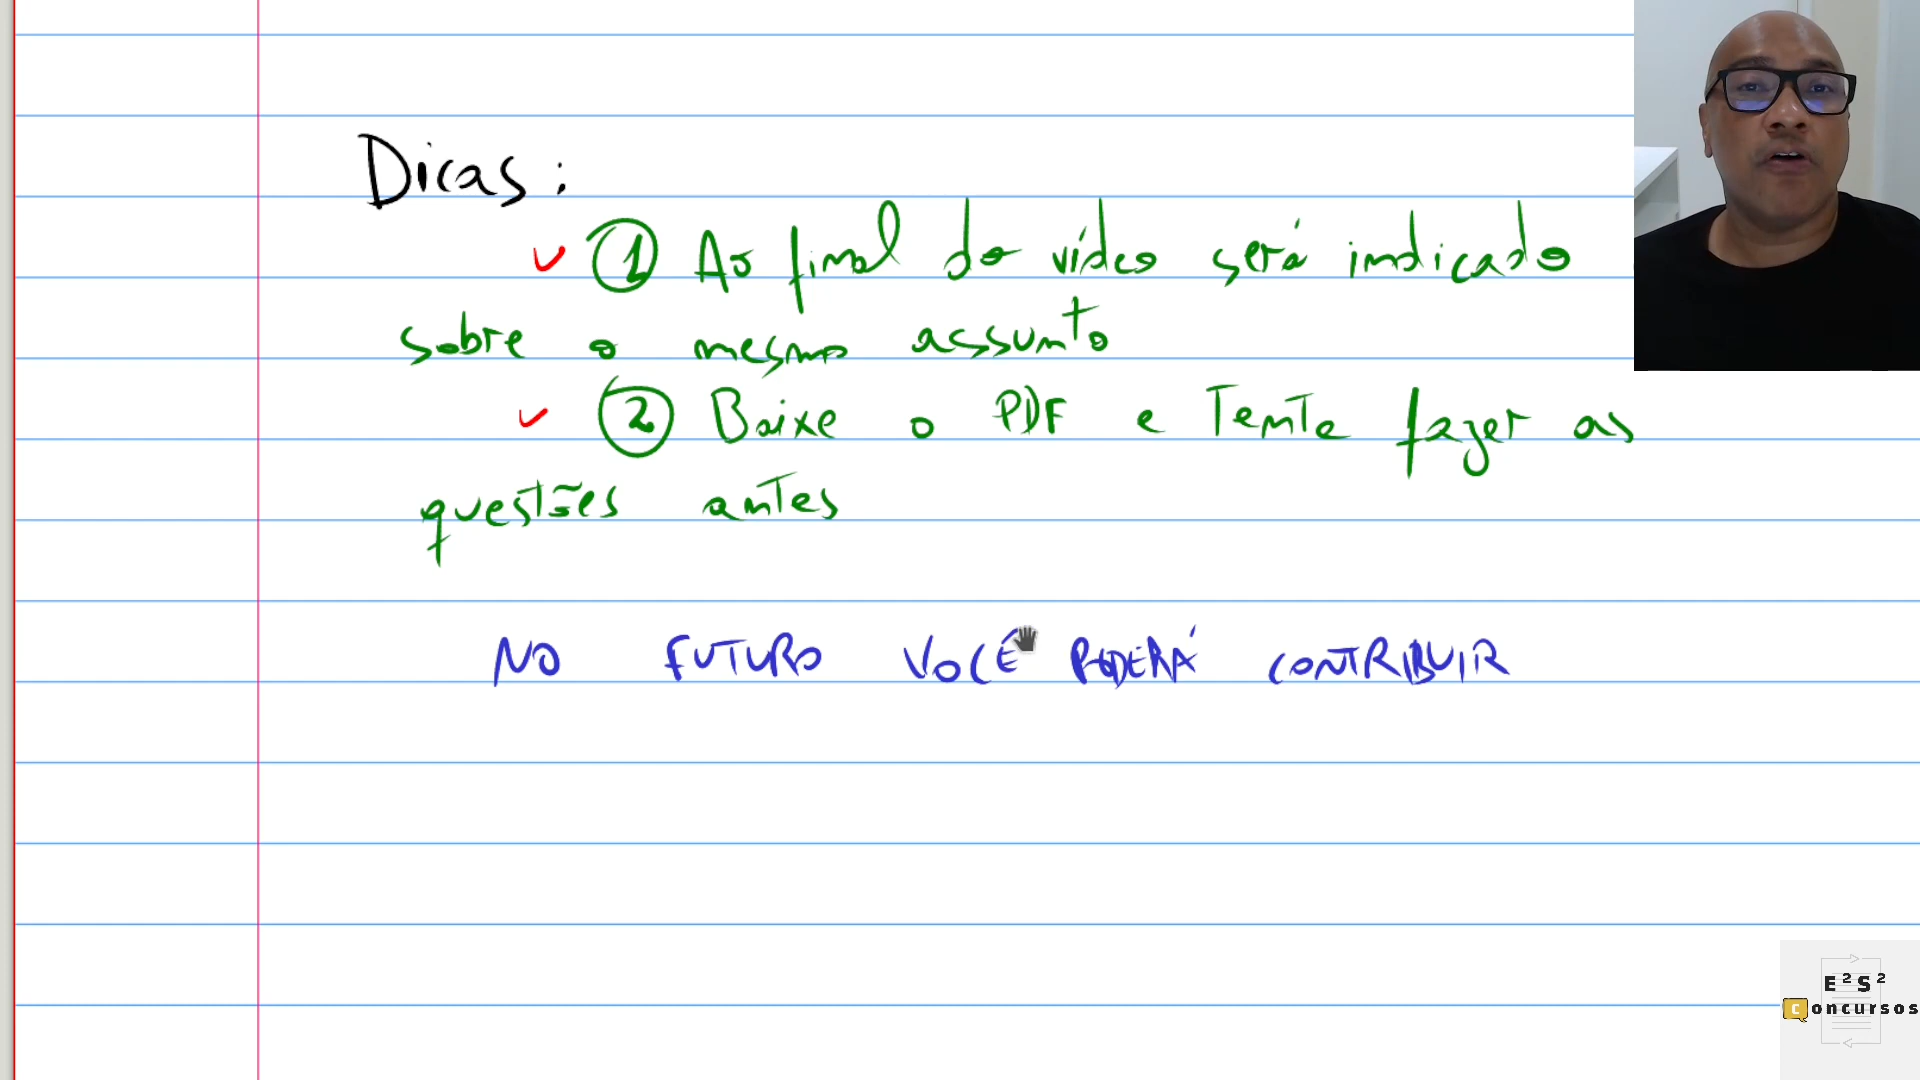 Dicas:
✓ ① Ao final do vídeo será indicado
sobre o mesmo assunto
✓ ② Baixe o PDF e Tente fazer as
questões antes
NO FUTURO VOCÊ PODERÁ CONTRIBUIR
E²S²
Concursos